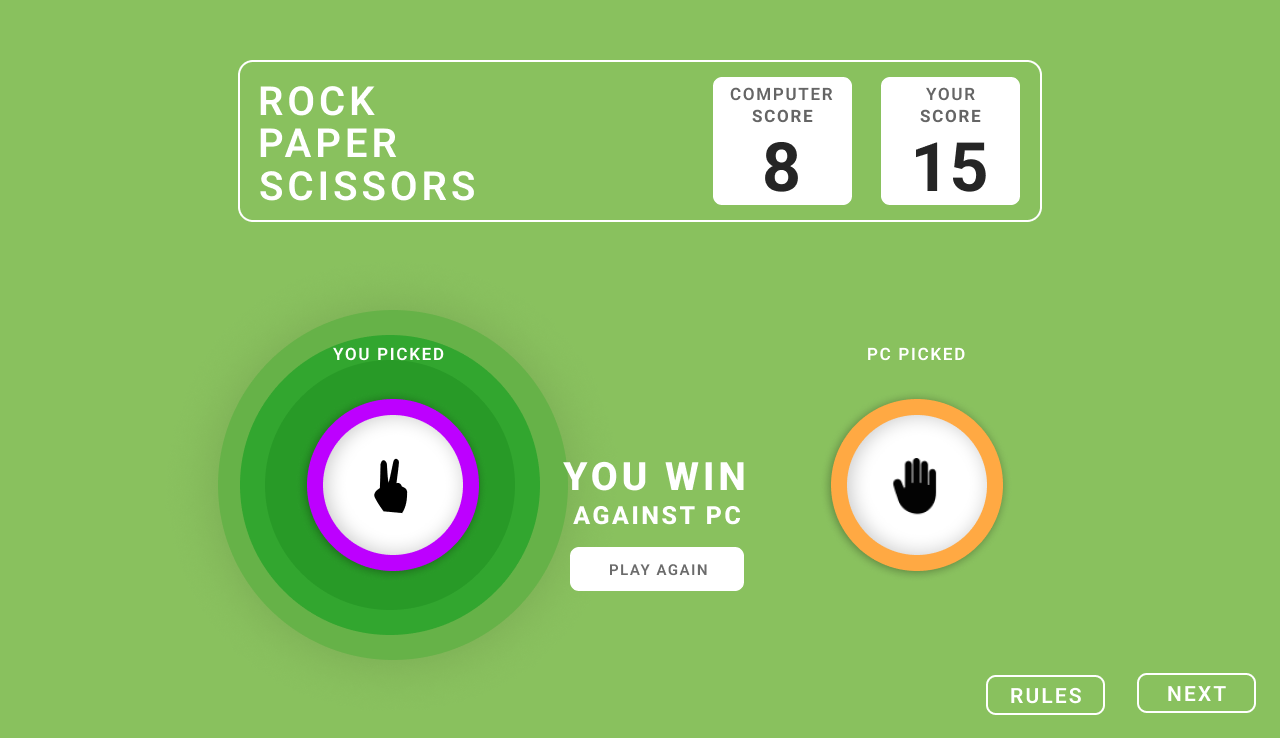 ROCK
PAPER
SCISSORS
COMPUTER
SCORE
8
YOUR
SCORE
15
YOU PICKED
PC PICKED
YOU WIN
AGAINST PC
PLAY AGAIN
RULES
NEXT